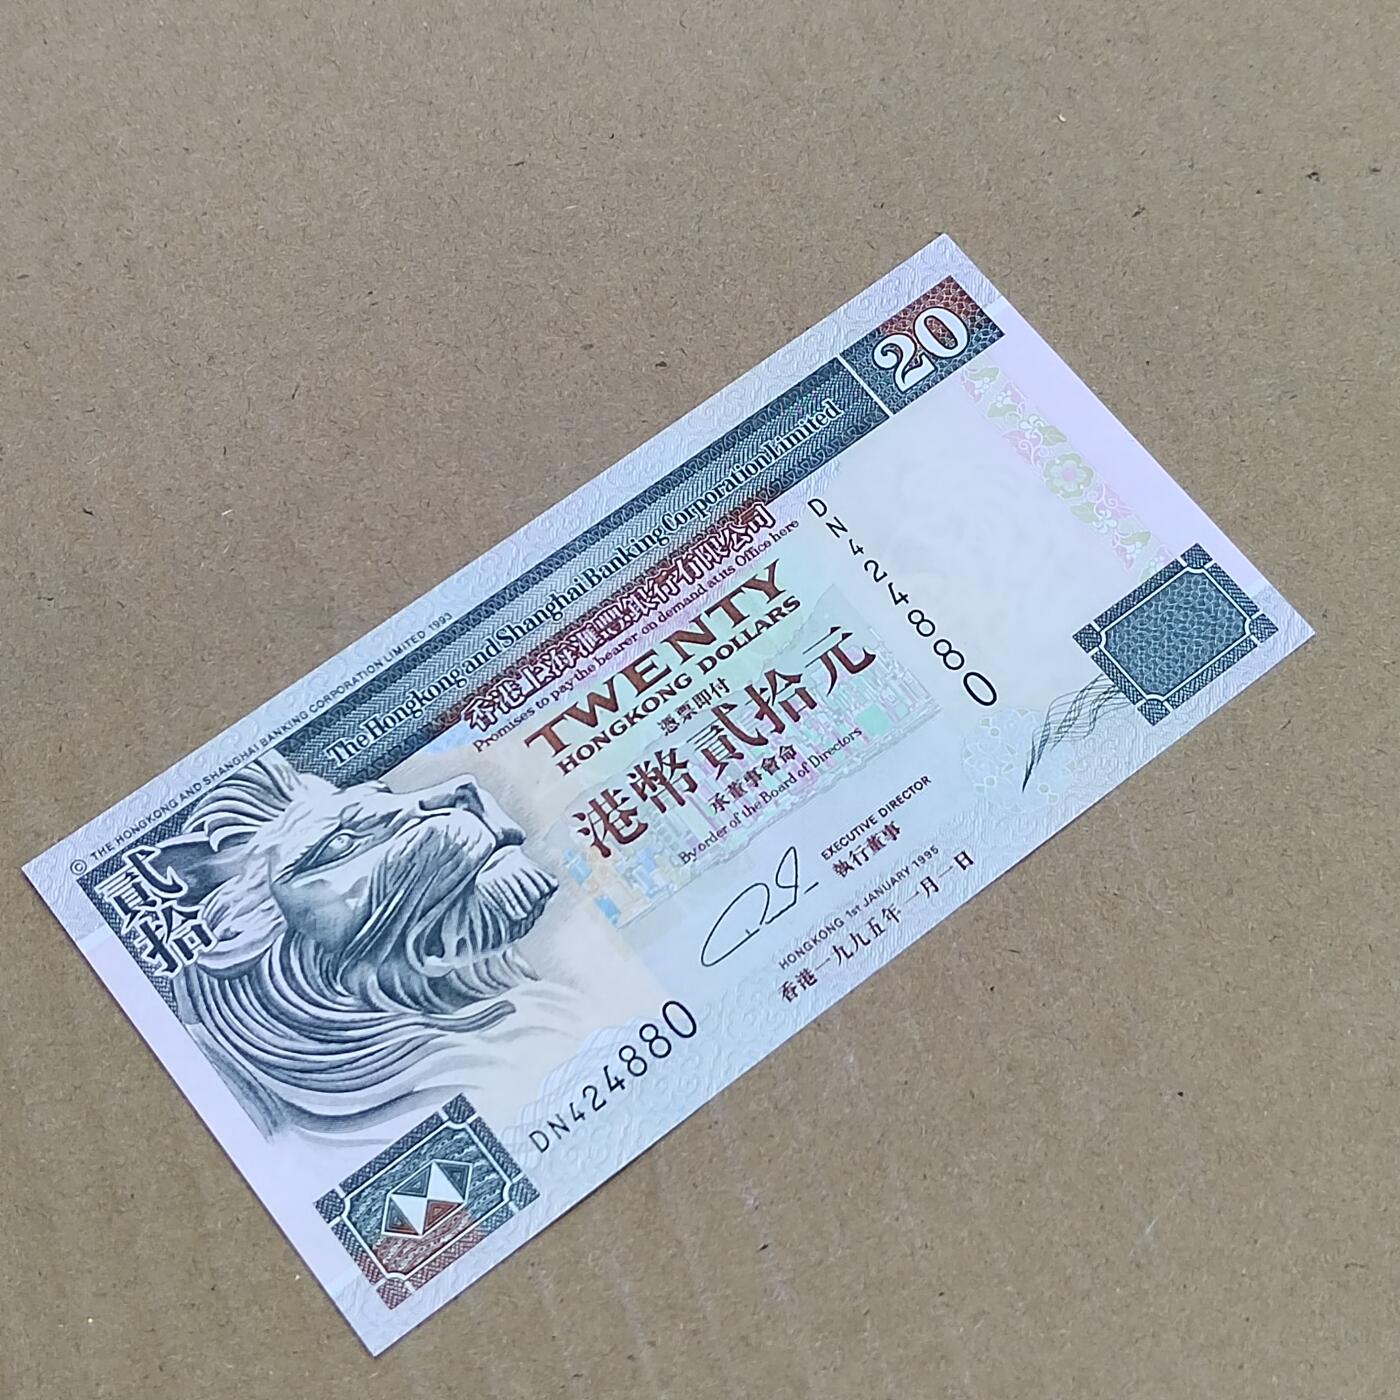 © THE HONGKONG AND SHANGHAI BANKING CORPORATION LIMITED 1993
The Hongkong and Shanghai Banking Corporation Limited
20
香港上海滙豐銀行有限公司
Promises to pay the bearer on demand at its Office here
TWENTY
HONGKONG DOLLARS
憑票即付
港幣貳拾元
承董事會命
By order of the Board of Directors
EXECUTIVE DIRECTOR
執行董事
HONGKONG 1st JANUARY 1995
香港一九九五年一月一日
貳拾
DN424880
DN424880